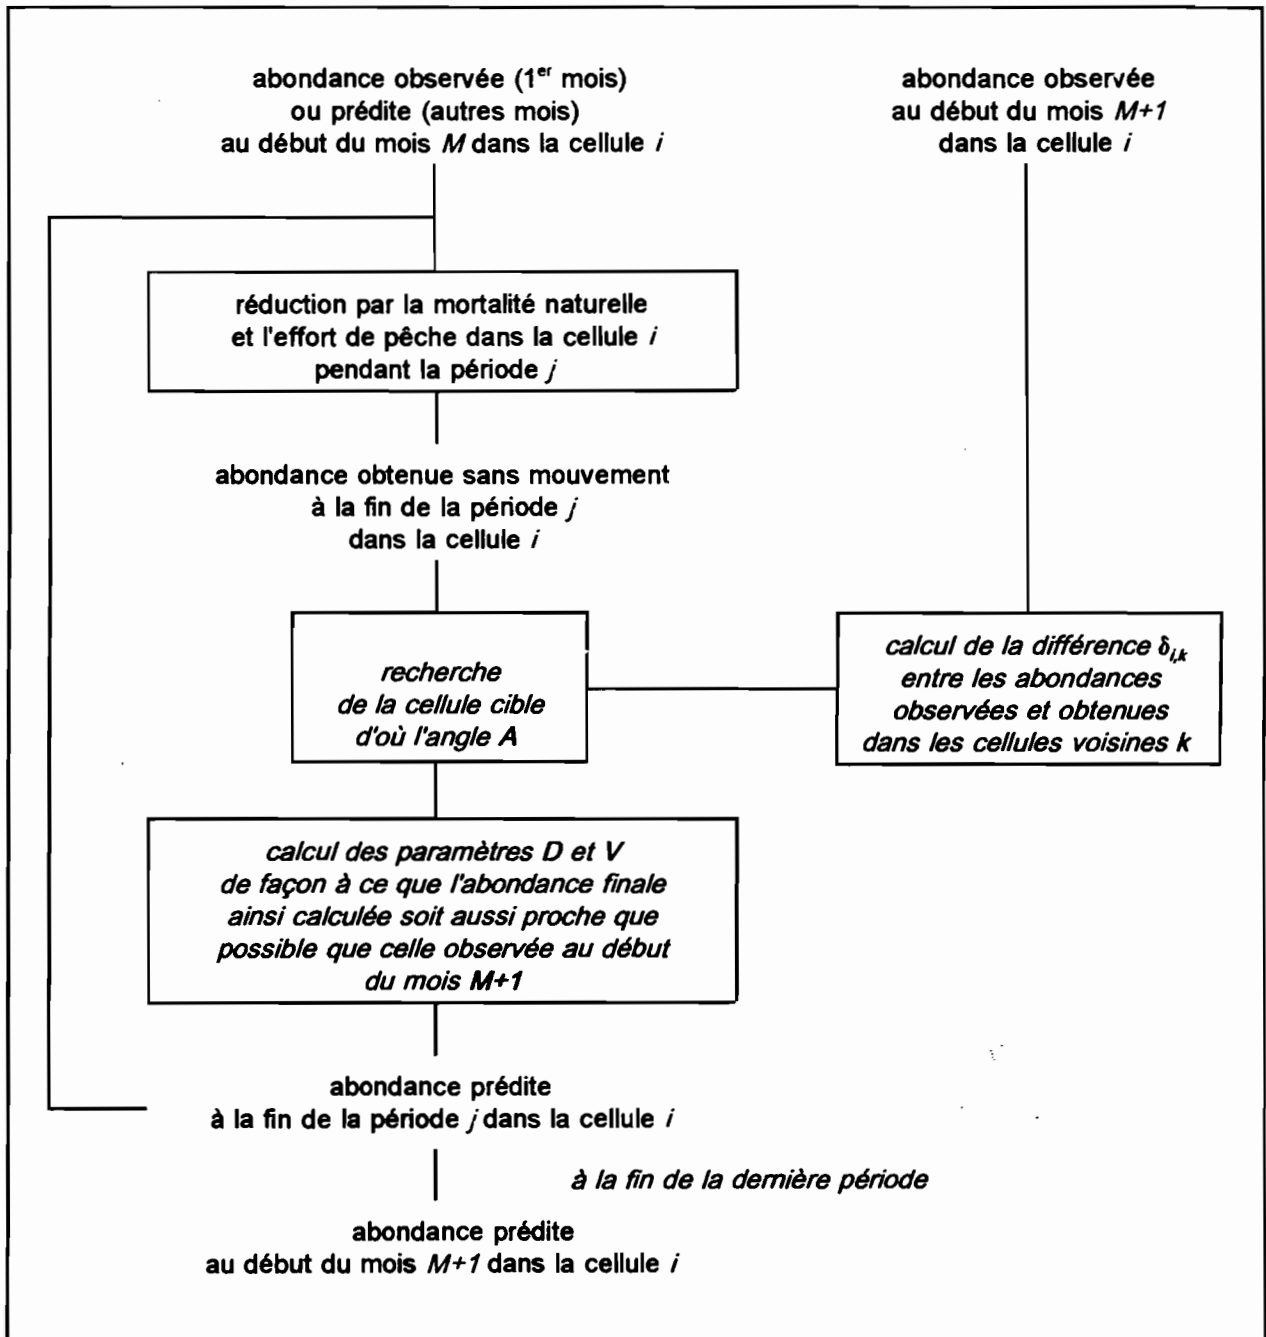 abondance observée (1er mois)
ou prédite (autres mois)
au début du mois M dans la cellule i
abondance observée
au début du mois M+1
dans la cellule i
réduction par la mortalité naturelle
et l'effort de pêche dans la cellule i
pendant la période j
abondance obtenue sans mouvement
à la fin de la période j
dans la cellule i
recherche
de la cellule cible
d'où l'angle A
calcul de la différence δi,k
entre les abondances
observées et obtenues
dans les cellules voisines k
calcul des paramètres D et V
de façon à ce que l'abondance finale
ainsi calculée soit aussi proche que
possible que celle observée au début
du mois M+1
abondance prédite
à la fin de la période j dans la cellule i
à la fin de la dernière période
abondance prédite
au début du mois M+1 dans la cellule i